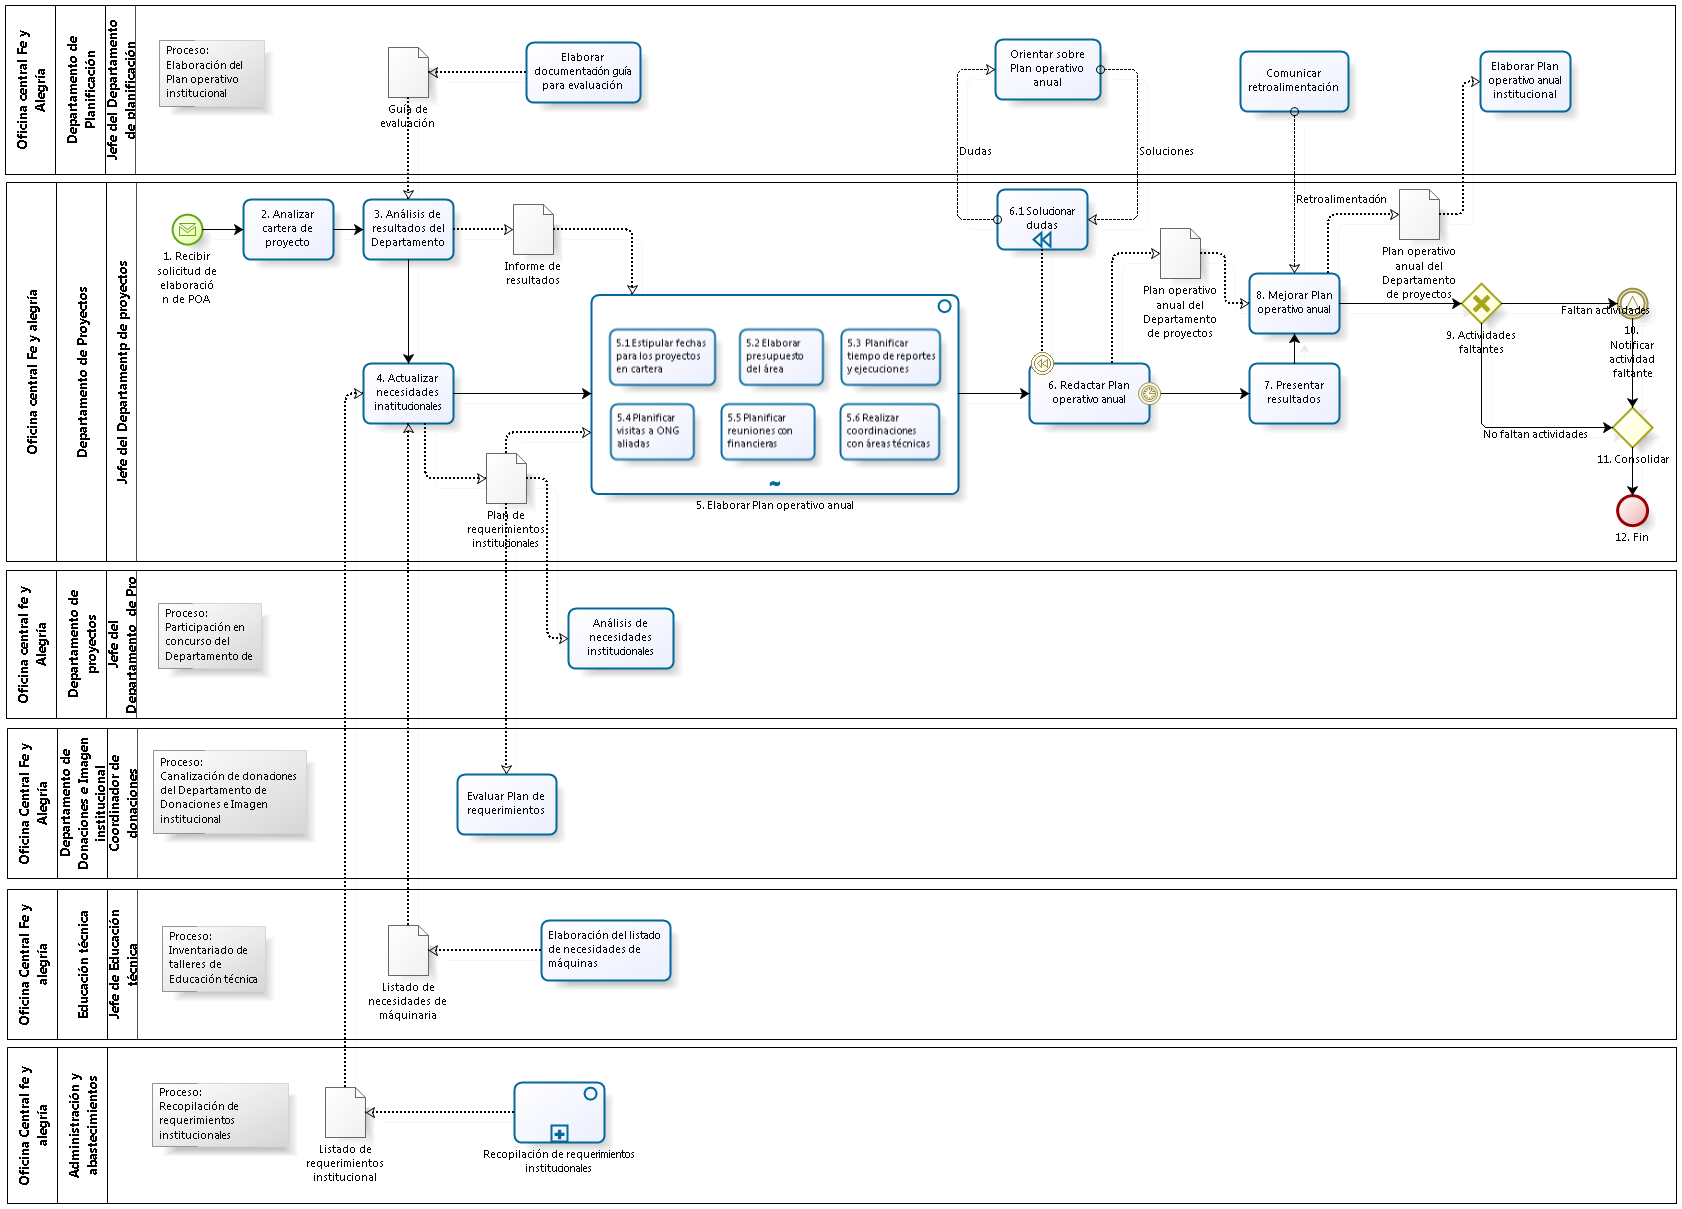 Oficina central Fe y
Alegría
Departamento de
Planificación
Jefe del Departamento
de planificación
Proceso:
Elaboración del
Plan operativo
institucional
Guía de
evaluación
Elaborar
documentación guía
para evaluación
Orientar sobre
Plan operativo
anual
Dudas
Soluciones
Comunicar
retroalimentación
Elaborar Plan
operativo anual
institucional
Oficina central Fe y alegría
Departamento de Proyectos
Jefe del Departamentp de proyectos
1. Recibir
solicitud de
elaboració
n de POA
2. Analizar
cartera de
proyecto
3. Análisis de
resultados del
Departamento
Informe de
resultados
4. Actualizar
necesidades
inatitucionales
Plan de
requerimientos
institucionales
5.1 Estipular fechas
para los proyectos
en cartera
5.2 Elaborar
presupuesto
del área
5.3 Planificar
tiempo de reportes
y ejecuciones
5.4 Planificar
visitas a ONG
aliadas
5.5 Planificar
reuniones con
financieras
5.6 Realizar
coordinaciones
con áreas técnicas
5. Elaborar Plan operativo anual
6.1 Solucionar
dudas
6. Redactar Plan
operativo anual
Plan operativo
anual del
Departamento
de proyectos
7. Presentar
resultados
8. Mejorar Plan
operativo anual
Retroalimentación
Plan operativo
anual del
Departamento
de proyectos
9. Actividades
faltantes
Faltan actividades
10.
Notificar
actividad
faltante
No faltan actividades
11. Consolidar
12. Fin
Oficina central fe y
Alegría
Departamento de
proyectos
Jefe del
Departamento de Pro
Proceso:
Participación en
concurso del
Departamento de
Análisis de
necesidades
institucionales
Oficina Central Fe y
Alegría
Departamento de
Donaciones e Imagen
institucional
Coordinador de
donaciones
Proceso:
Canalización de donaciones
del Departamento de
Donaciones e Imagen
institucional
Evaluar Plan de
requerimientos
Oficina Central Fe y
alegría
Educación técnica
Jefe de Educación
técnica
Proceso:
Inventariado de
talleres de
Educación técnica
Listado de
necesidades de
máquinaria
Elaboración del listado
de necesidades de
máquinas
Oficina Central fe y
alegría
Administración y
abastecimientos
Proceso:
Recopilación de
requerimientos
institucionales
Listado de
requerimientos
institucional
Recopilación de requerimientos
institucionales